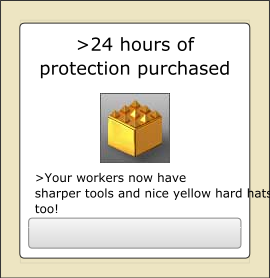 >24 hours of
protection purchased
>Your workers now have
sharper tools and nice yellow hard hats
too!